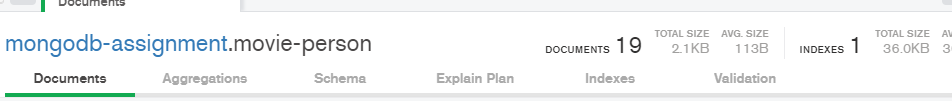 Documents
mongodb-assignment.movie-person
DOCUMENTS 19 TOTAL SIZE 2.1KB AVG. SIZE 113B INDEXES 1 TOTAL SIZE 36.0KB
Documents Aggregations Schema Explain Plan Indexes Validation